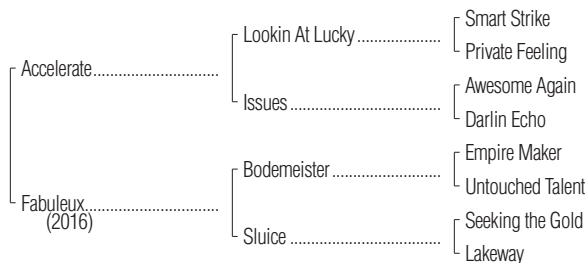 Smart Strike
Lookin At Lucky
Private Feeling
Accelerate
Awesome Again
Issues
Darlin Echo
Empire Maker
Bodemeister
Untouched Talent
Fabuleux
(2016)
Seeking the Gold
Sluice
Lakeway